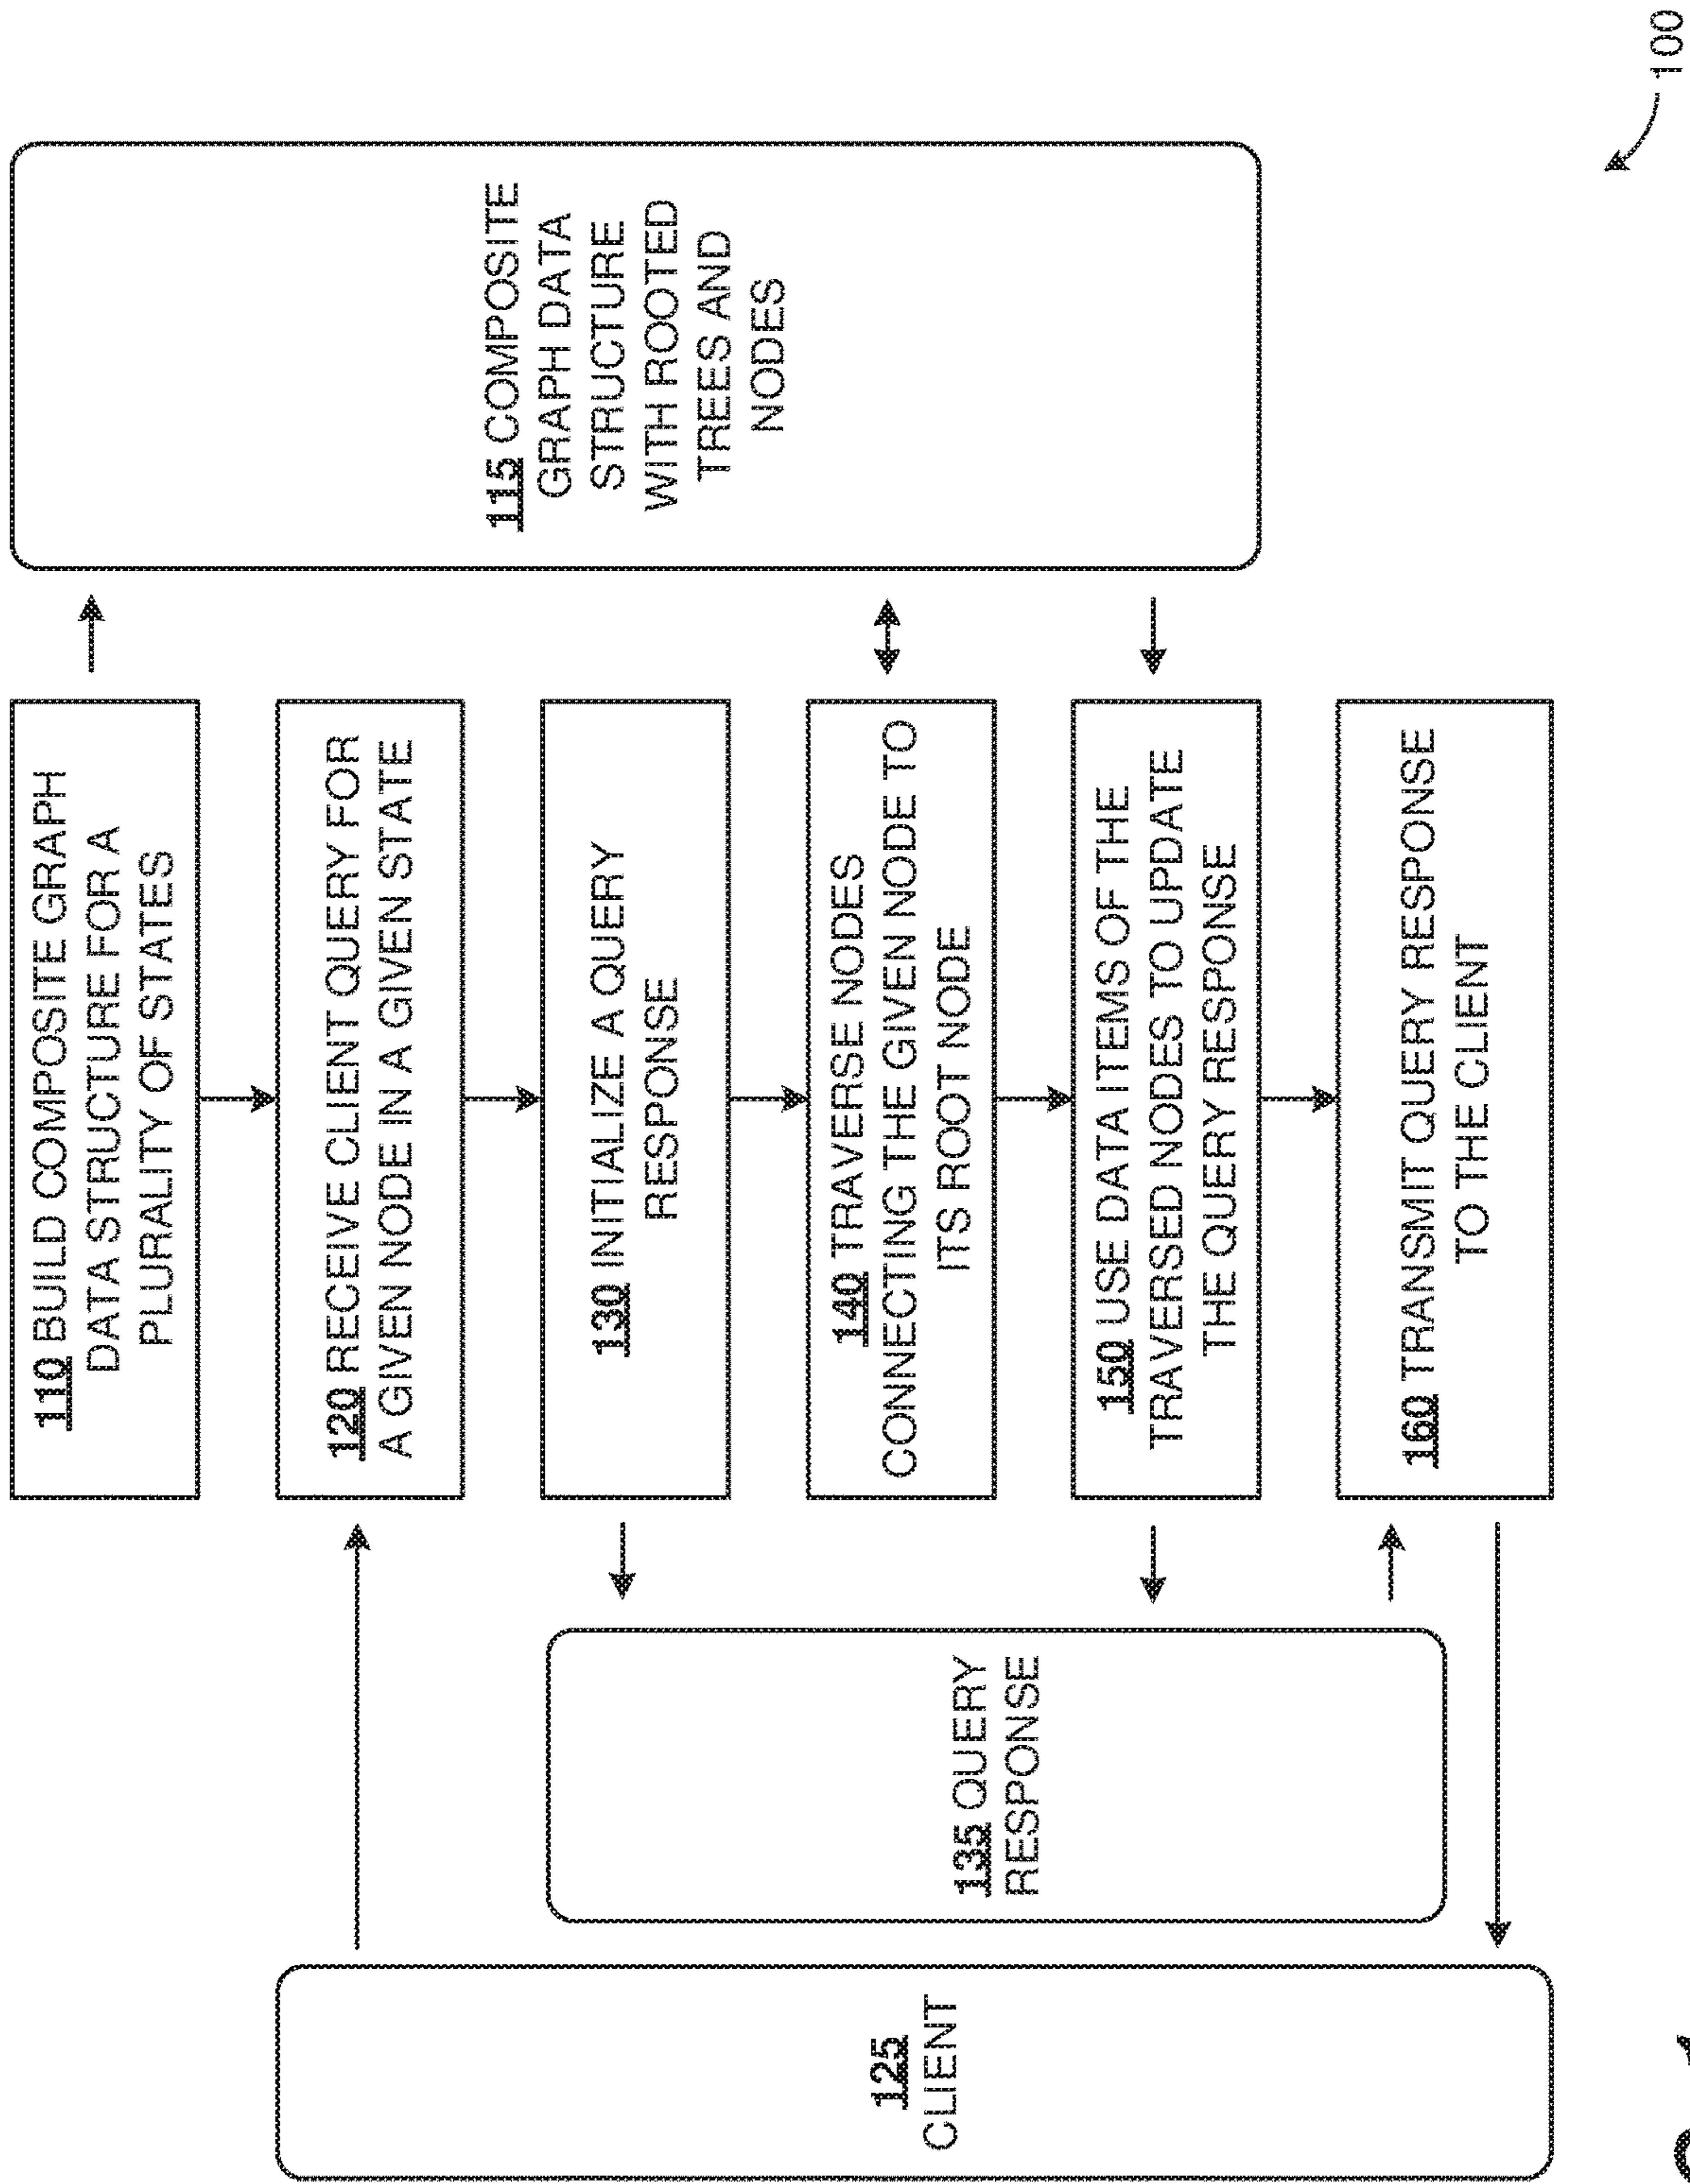 110 BUILD COMPOSITE GRAPH
DATA STRUCTURE FOR A
PLURALITY OF STATES
120 RECEIVE CLIENT QUERY FOR
A GIVEN NODE IN A GIVEN STATE
130 INITIALIZE A QUERY
RESPONSE
140 TRAVERSE NODES
CONNECTING THE GIVEN NODE TO
ITS ROOT NODE
150 USE DATA ITEMS OF THE
TRAVERSED NODES TO UPDATE
THE QUERY RESPONSE
160 TRANSMIT QUERY RESPONSE
TO THE CLIENT
115 COMPOSITE
GRAPH DATA
STRUCTURE
WITH ROOTED
TREES AND
NODES
125
CLIENT
135 QUERY
RESPONSE
100